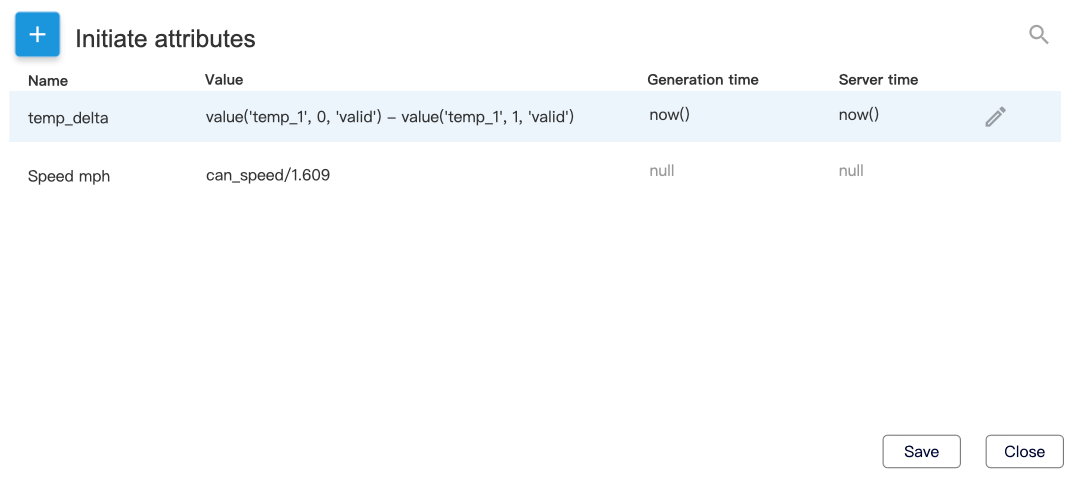 + Initiate attributes
Name Value Generation time Server time
temp_delta value('temp_1', 0, 'valid') – value('temp_1', 1, 'valid') now() now()
Speed mph can_speed/1.609 null null
Save Close